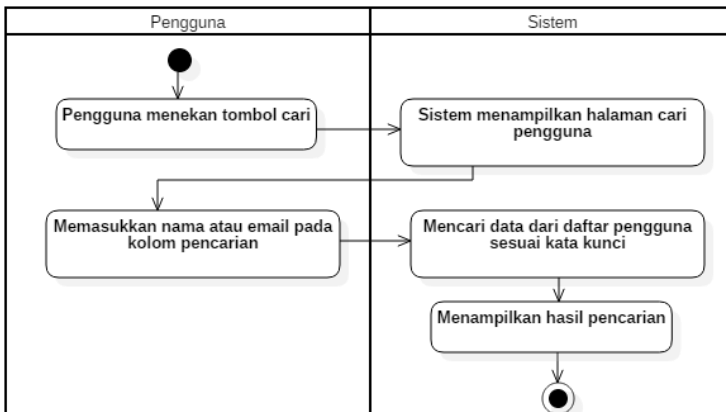 Pengguna
Sistem
Pengguna menekan tombol cari
Sistem menampilkan halaman cari
pengguna
Memasukkan nama atau email pada
kolom pencarian
Mencari data dari daftar pengguna
sesuai kata kunci
Menampilkan hasil pencarian